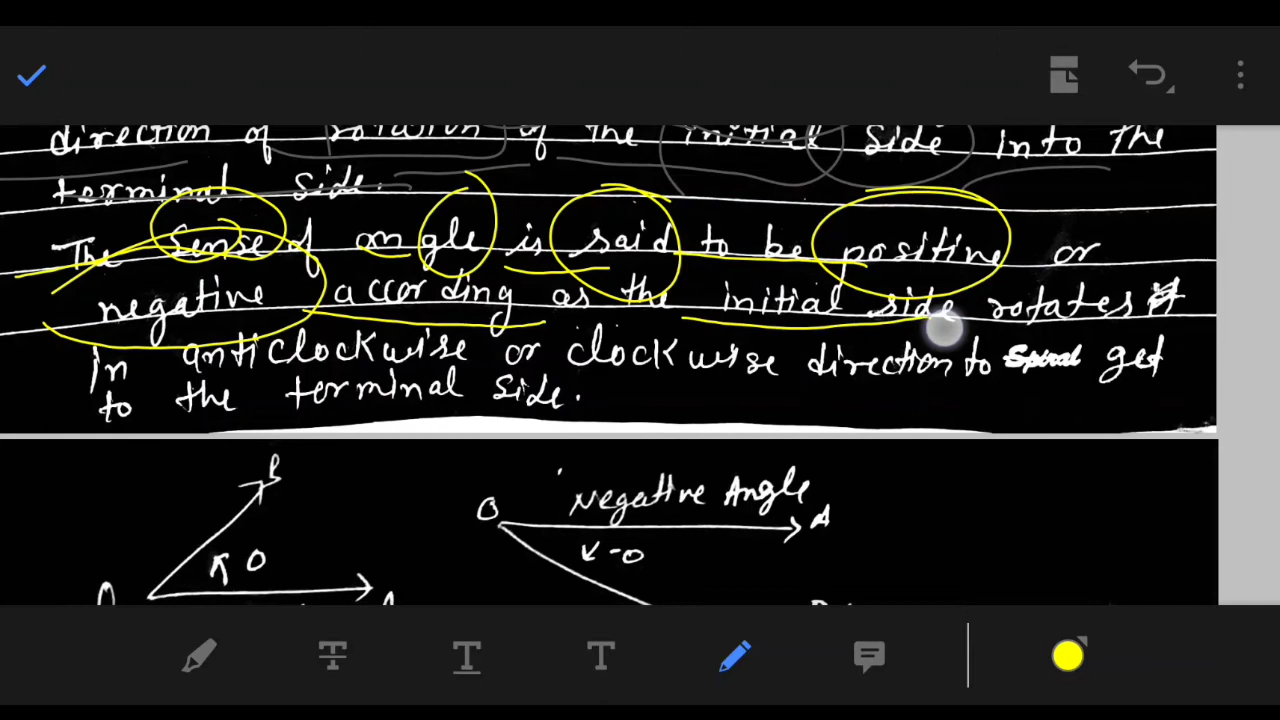 direction of rotation of the initial side into the
terminal side.
The sense of angle is said to be positive or
negative according as the initial side rotates
in anticlockwise or clockwise direction to get
to the terminal side.
B
O Negative Angle
A
θ
-θ
O A
B
T T T